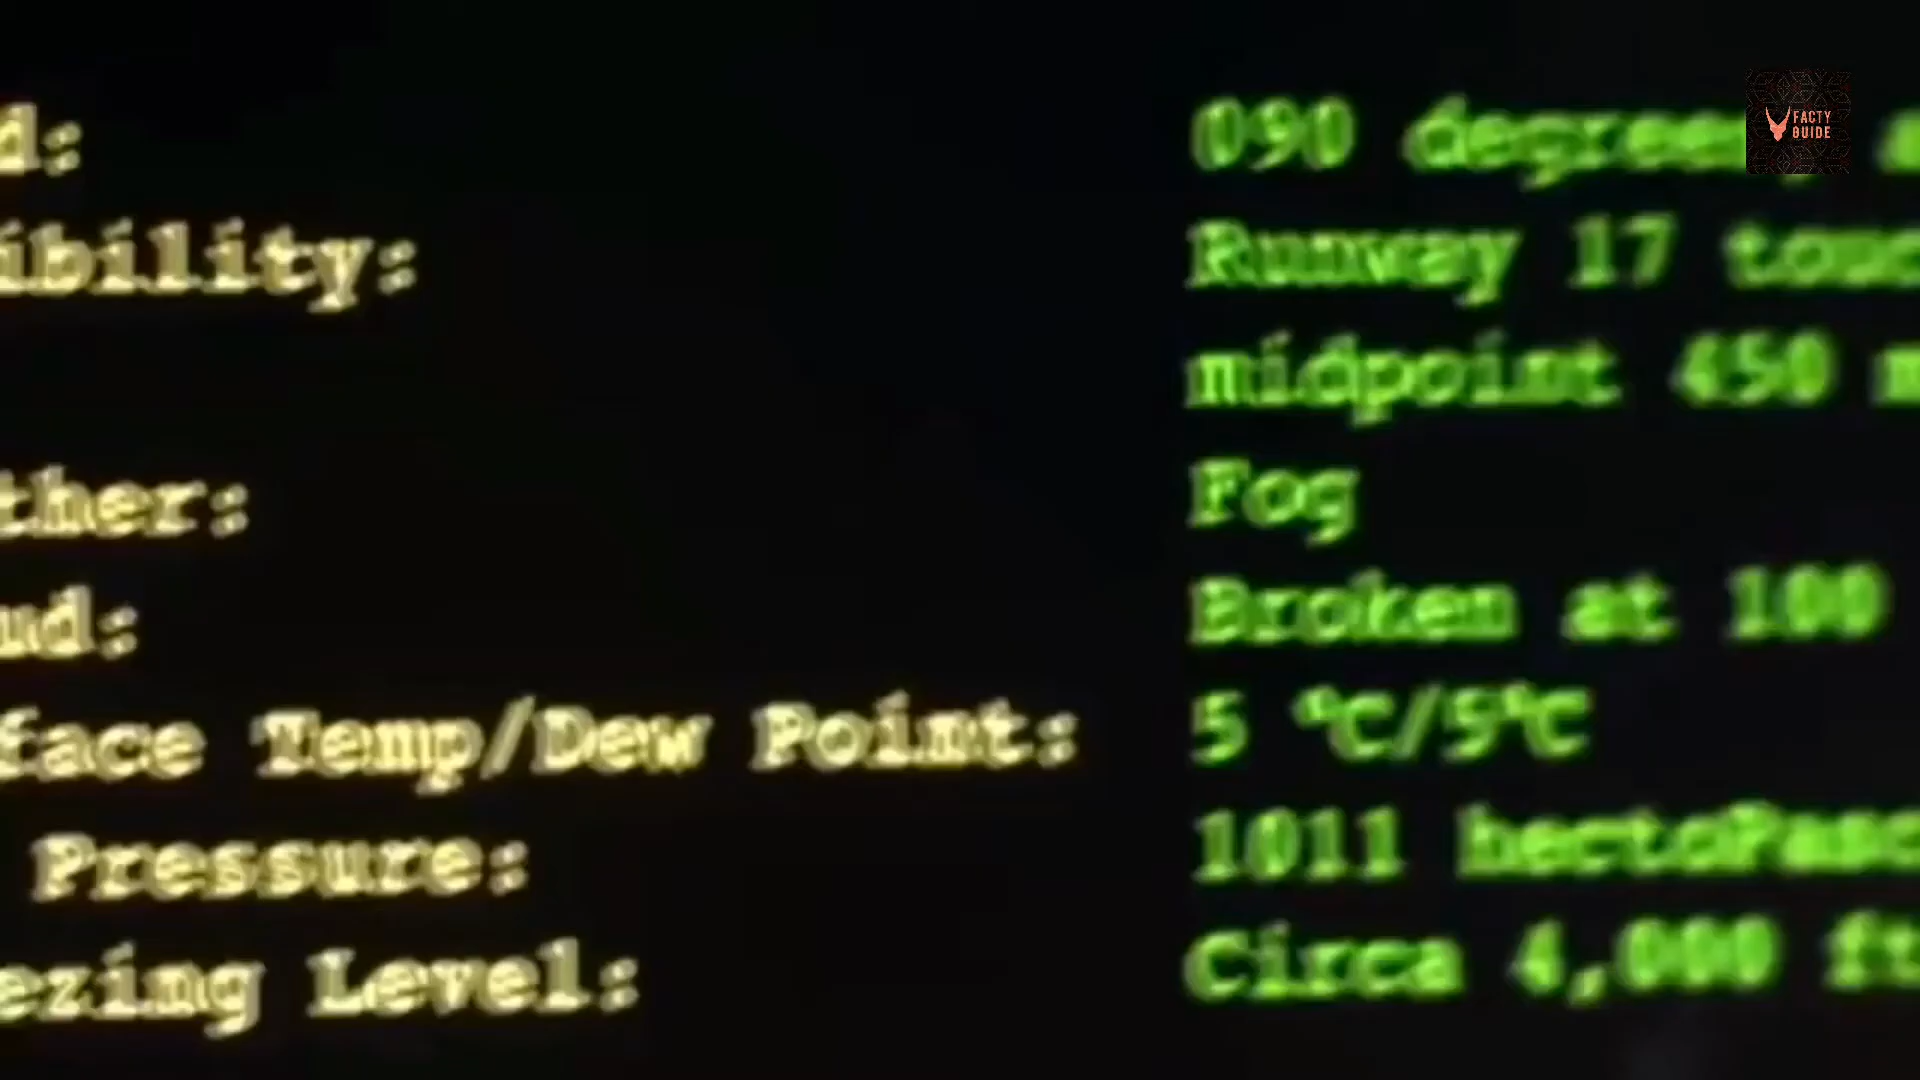 d: 090 degrees a
ibility: Runway 17 touc
midpoint 450 m
ther: Fog
ud: Broken at 100
face Temp/Dew Point: 5 °C/5°C
Pressure: 1011 hectoPasc
ezing Level: Circa 4,000 ft
FACTY
GUIDE